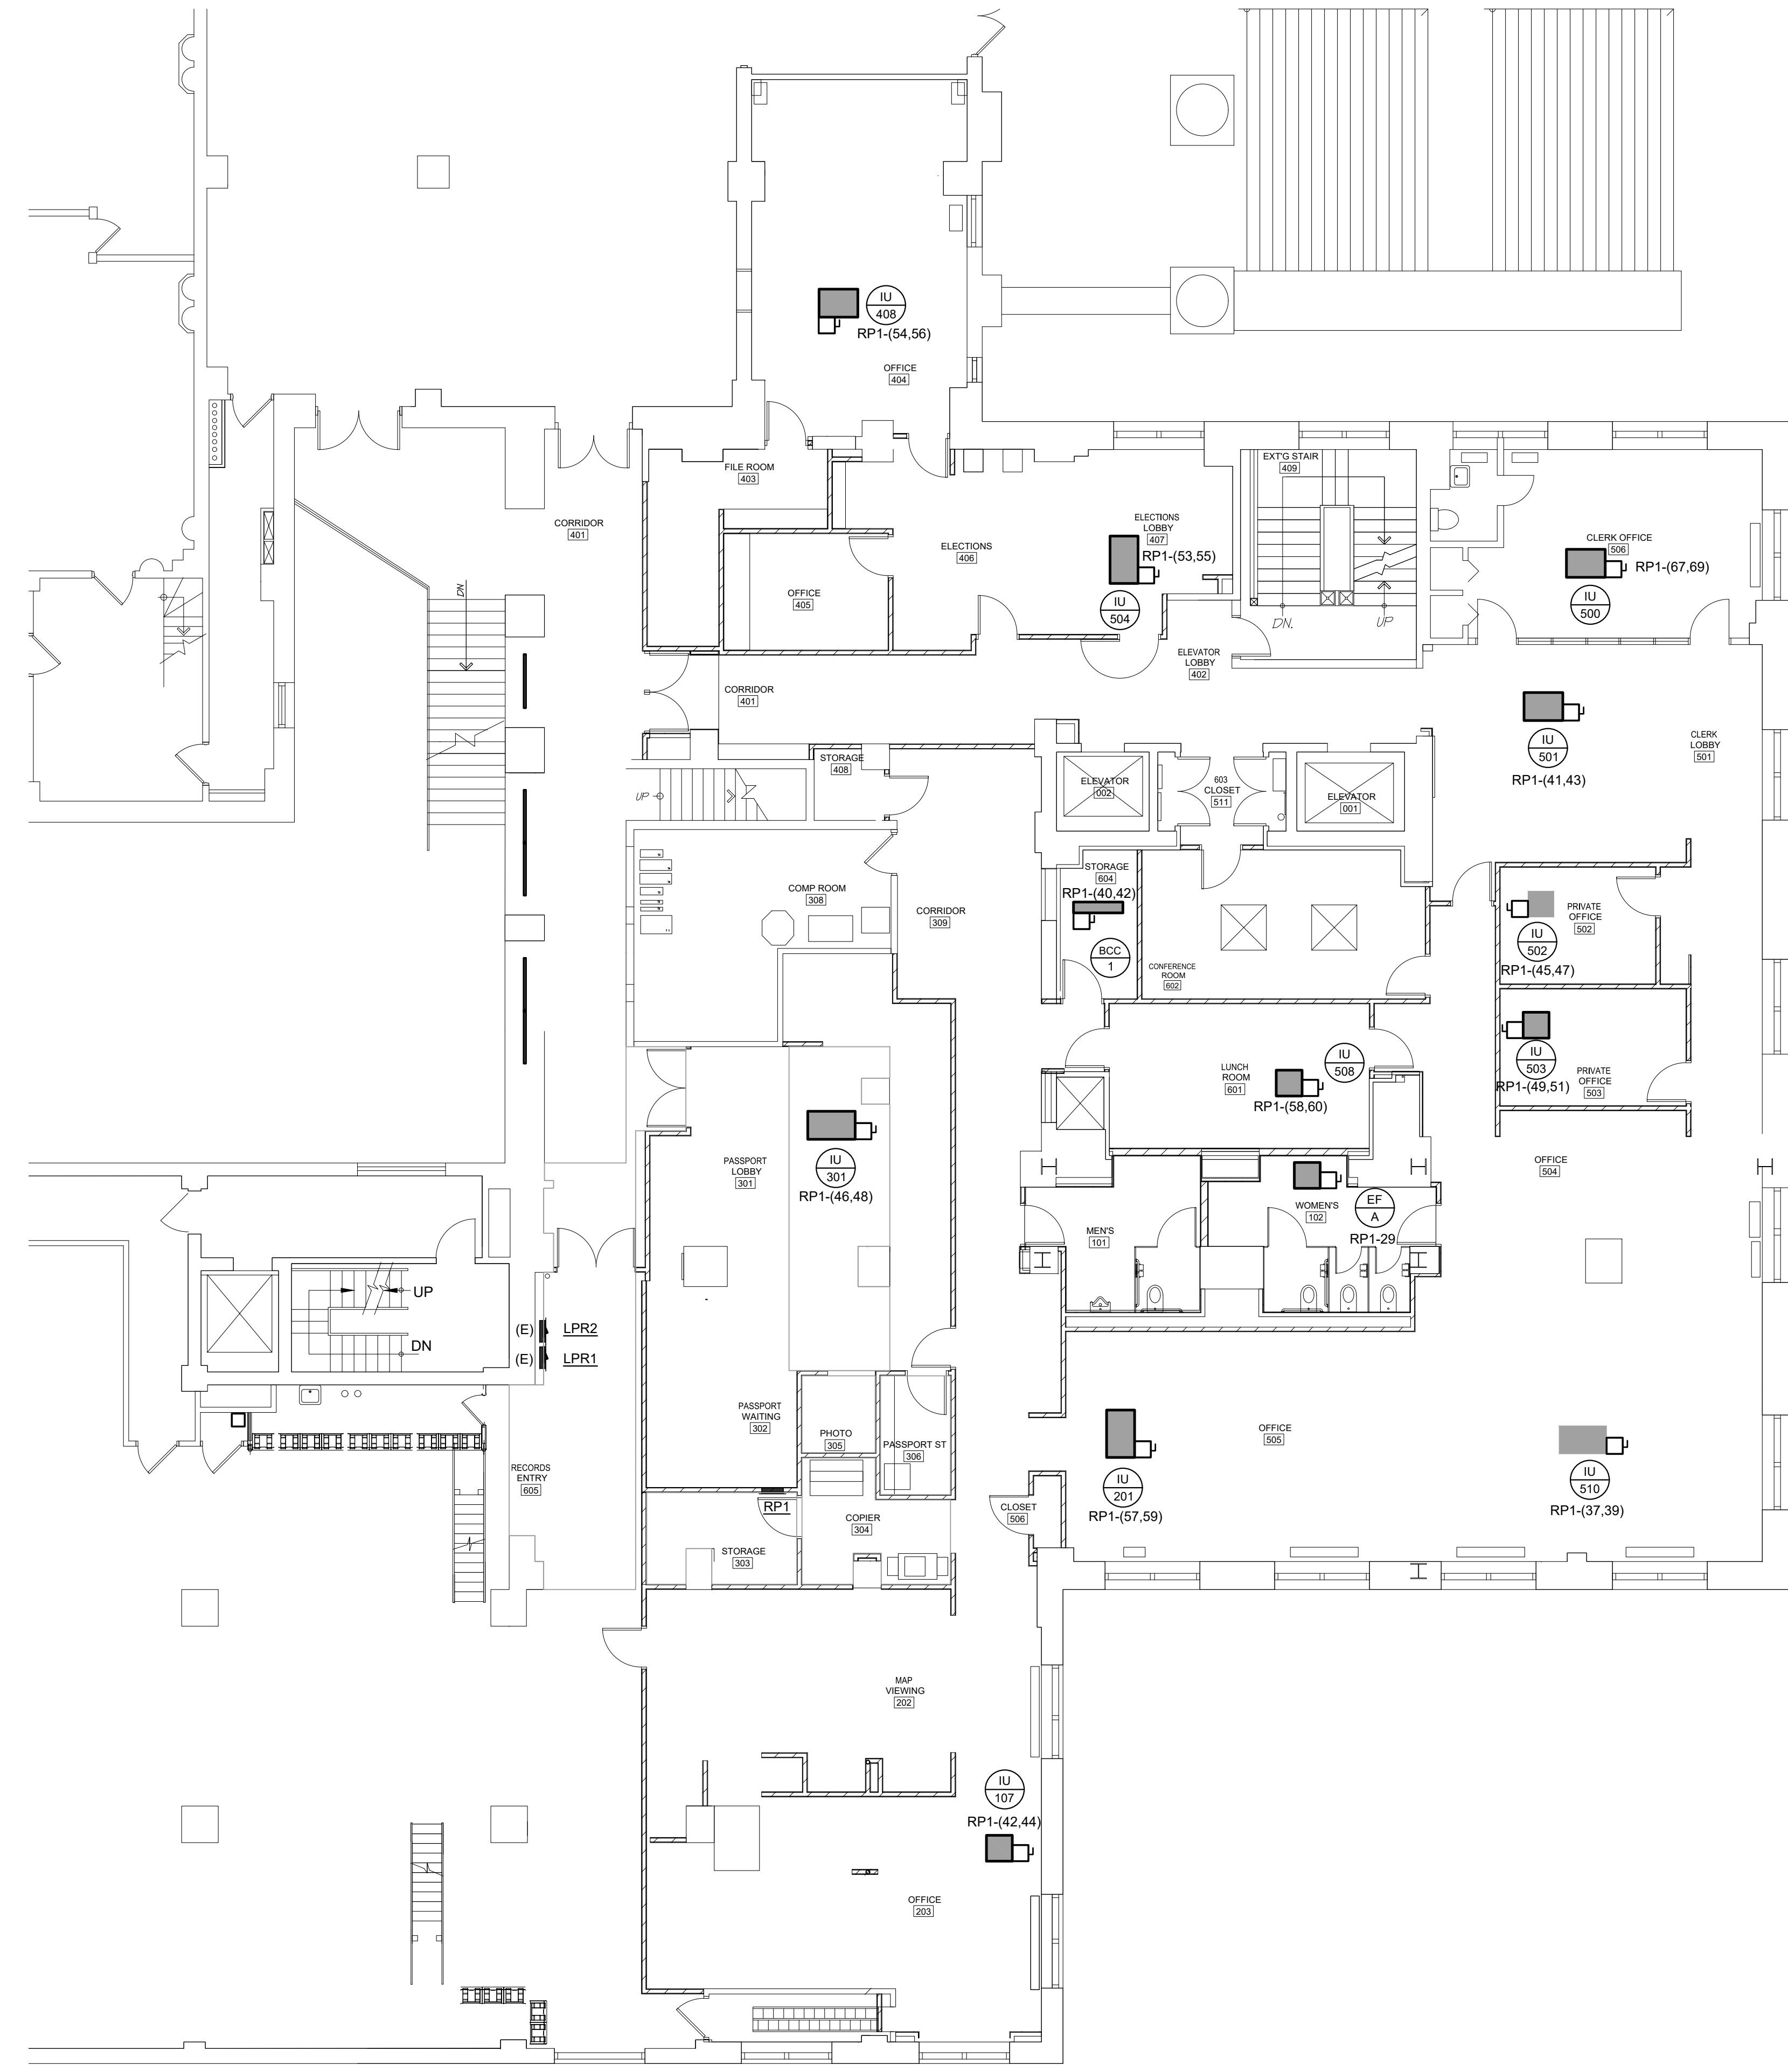 IU
408
RP1-(54,56)
OFFICE
404
FILE ROOM
403
CORRIDOR
401
ELECTIONS
406
ELECTIONS
LOBBY
407
RP1-(53,55)
IU
504
OFFICE
405
EXT'G STAIR
409
DN.
UP
CLERK OFFICE
506
RP1-(67,69)
IU
500
DN
CORRIDOR
401
ELEVATOR
LOBBY
402
IU
501
RP1-(41,43)
CLERK
LOBBY
501
STORAGE
408
UP
ELEVATOR
002
603
CLOSET
511
ELEVATOR
001
COMP ROOM
308
CORRIDOR
309
STORAGE
604
RP1-(40,42)
BCC
1
CONFERENCE
ROOM
602
PRIVATE
OFFICE
502
IU
502
RP1-(45,47)
IU
503
RP1-(49,51)
PRIVATE
OFFICE
503
LUNCH
ROOM
601
IU
508
RP1-(58,60)
PASSPORT
LOBBY
301
IU
301
RP1-(46,48)
OFFICE
504
MEN'S
101
WOMEN'S
102
EF
A
RP1-29
UP
DN
(E)
LPR2
(E)
LPR1
PASSPORT
WAITING
302
PHOTO
305
PASSPORT ST
306
OFFICE
505
IU
201
RP1-(57,59)
IU
510
RP1-(37,39)
RECORDS
ENTRY
605
RP1
COPIER
304
CLOSET
506
STORAGE
303
MAP
VIEWING
202
IU
107
RP1-(42,44)
OFFICE
203